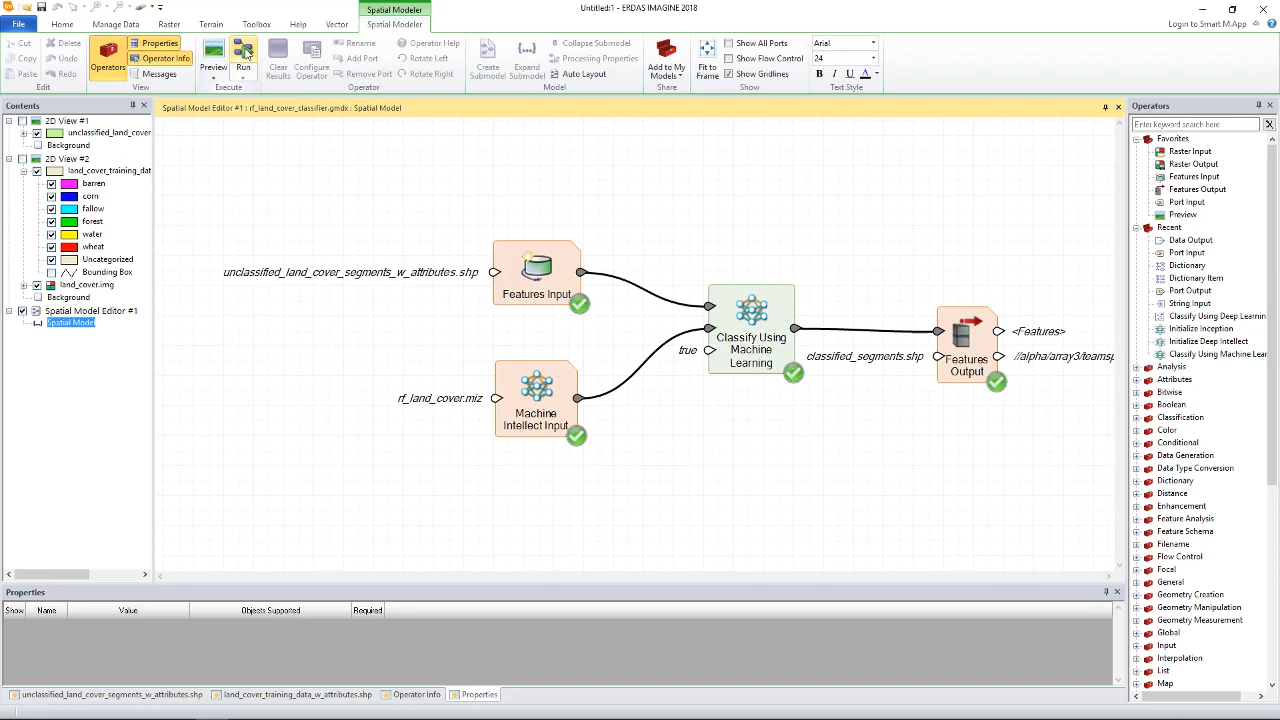 Spatial Modeler
Untitled:1 - ERDAS IMAGINE 2018
File
Home
Manage Data
Raster
Terrain
Toolbox
Help
Vector
Spatial Modeler
Login to Smart M.App
Cut
Copy
Paste
Delete
Undo
Redo
Edit
Operators
Properties
Operator Info
Messages
View
Preview
Run
Execute
Clear Results
Configure Operator
Rename
Add Port
Remove Port
Operator Help
Rotate Left
Rotate Right
Operator
Create Submodel
Expand Submodel
Collapse Submodel
Processing Properties
Auto Layout
Model
Add to My Models
Share
Fit to Frame
Show All Ports
Show Flow Control
Show Gridlines
Show
Arial
24
B I U A
Text Style
Contents
2D View #1
unclassified_land_cover
Background
2D View #2
land_cover_training_dat
barren
corn
fallow
forest
water
wheat
Uncategorized
Bounding Box
land_cover.img
Background
Spatial Model Editor #1
Spatial Model
Spatial Model Editor #1 : rf_land_cover_classifier.gmdx : Spatial Model
unclassified_land_cover_segments_w_attributes.shp
Features Input
rf_land_cover.miz
Machine
Intellect Input
true
Classify Using
Machine
Learning
classified_segments.shp
Features
Output
<Features>
//alpha/array3/teamsp
Operators
Enter keyword search here
Favorites
Raster Input
Raster Output
Features Input
Features Output
Port Input
Preview
Recent
Data Output
Port Input
Dictionary
Dictionary Item
Port Output
String Input
Classify Using Deep Learnin
Initialize Inception
Initialize Deep Intellect
Classify Using Machine Lear
Analysis
Attributes
Bitwise
Boolean
Classification
Color
Conditional
Data Generation
Data Type Conversion
Dictionary
Distance
Enhancement
Feature Analysis
Feature Schema
Filename
Flow Control
Focal
General
Geometry Creation
Geometry Manipulation
Geometry Measurement
Global
Input
Interpolation
List
Map
Properties
Show
Name
Value
Objects Supported
Required
unclassified_land_cover_segments_w_attributes.shp
land_cover_training_data_w_attributes.shp
Operator Info
Properties